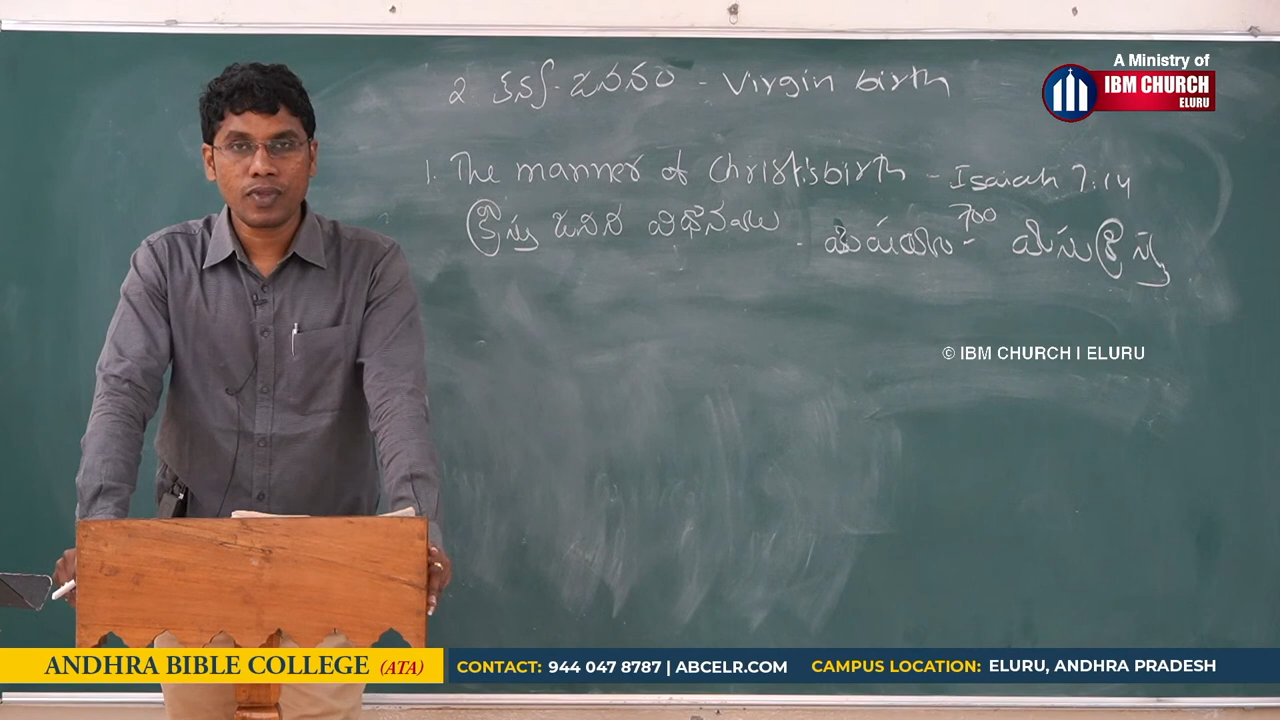 A Ministry of
IBM CHURCH
ELURU
2. కన్య జననం - Virgin birth
1. The manner of Christ'sbirth - Isaiah 7:14
క్రీస్తు జనన విధానము - యెషయా - 700 యేసుక్రీస్తు
© IBM CHURCH I ELURU
ANDHRA BIBLE COLLEGE (ATA)
CONTACT: 944 047 8787 | ABCELR.COM CAMPUS LOCATION: ELURU, ANDHRA PRADESH